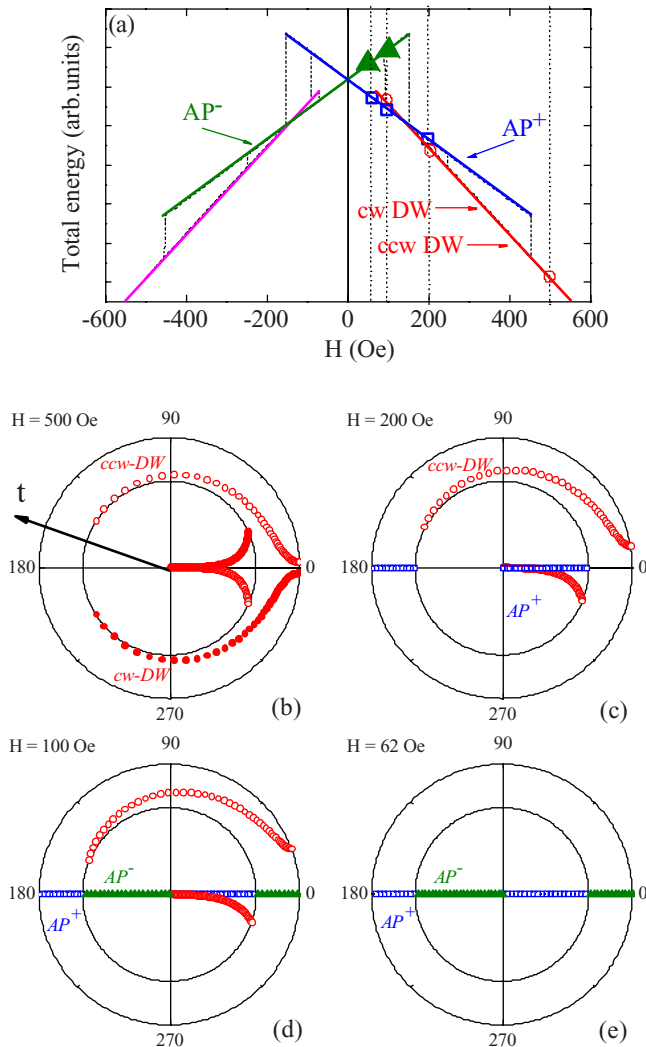 (a)
Total energy (arb.units)
AP-
AP+
cw DW
ccw DW
-600 -400 -200 0 200 400 600
H (Oe)
H = 500 Oe
90
ccw-DW
t
180
0
cw-DW
270
(b)
H = 200 Oe
90
ccw-DW
180
0
AP+
270
(c)
H = 100 Oe
90
AP-
180
0
AP+
270
(d)
H = 62 Oe
90
AP-
180
0
AP+
270
(e)